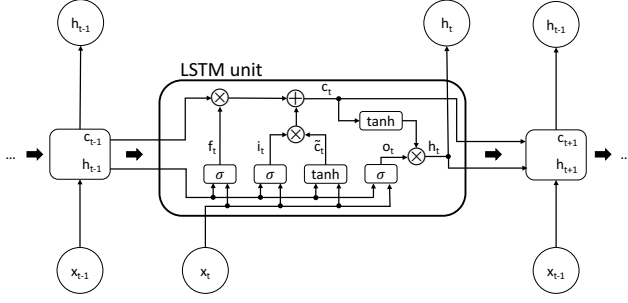 h_{t-1}
h_t
h_{t-1}
LSTM unit
c_t
c_{t-1}
tanh
c_{t+1}
...
f_t
i_t
c̃_t
o_t
h_t
..
h_{t-1}
h_{t+1}
σ
σ
tanh
σ
x_{t-1}
x_t
x_{t-1}